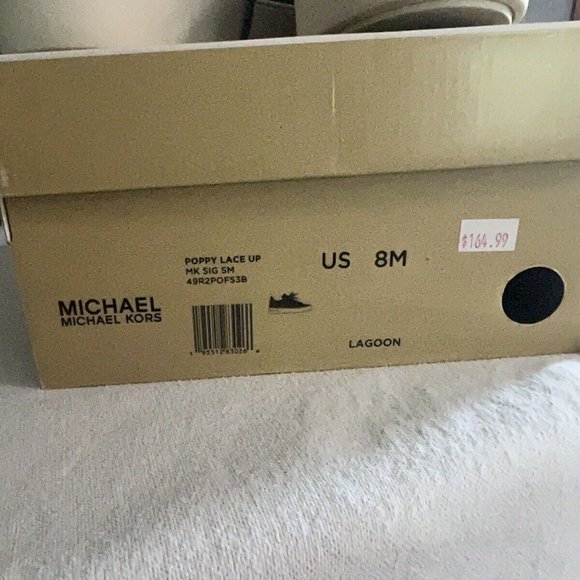 $164.99
POPPY LACE UP
MK SIG SM
49R2POFS3B
US 8M
MICHAEL
MICHAEL KORS
LAGOON